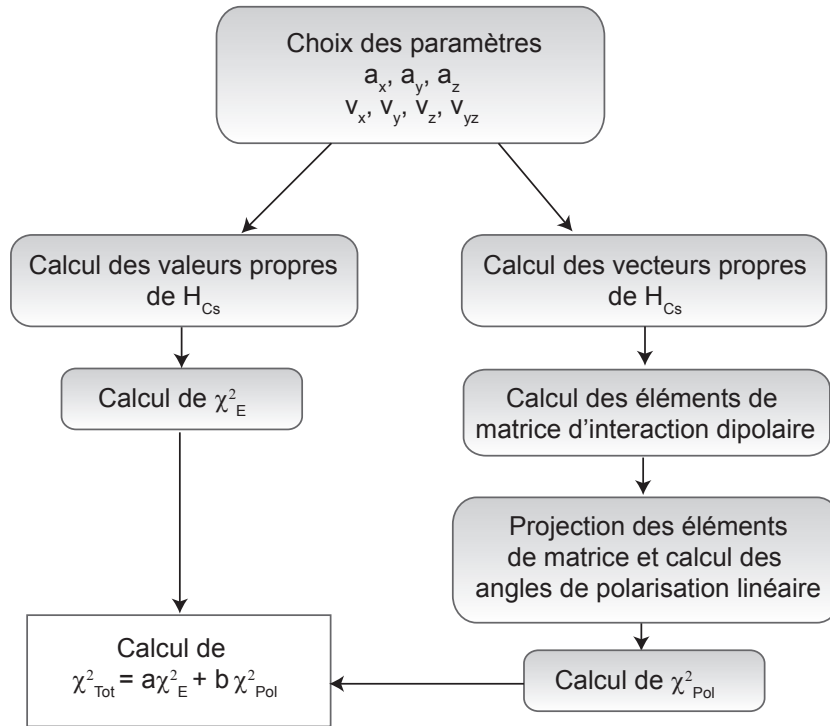 Choix des paramètres
a_x, a_y, a_z
v_x, v_y, v_z, v_yz
Calcul des valeurs propres
de H_Cs
Calcul des vecteurs propres
de H_Cs
Calcul de χ²_E
Calcul des éléments de
matrice d'interaction dipolaire
Projection des éléments
de matrice et calcul des
angles de polarisation linéaire
Calcul de χ²_Pol
Calcul de
χ²_Tot = aχ²_E + b χ²_Pol